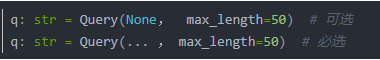 q: str = Query(None,  max_length=50)  # 可选
q: str = Query(... , max_length=50)  # 必选